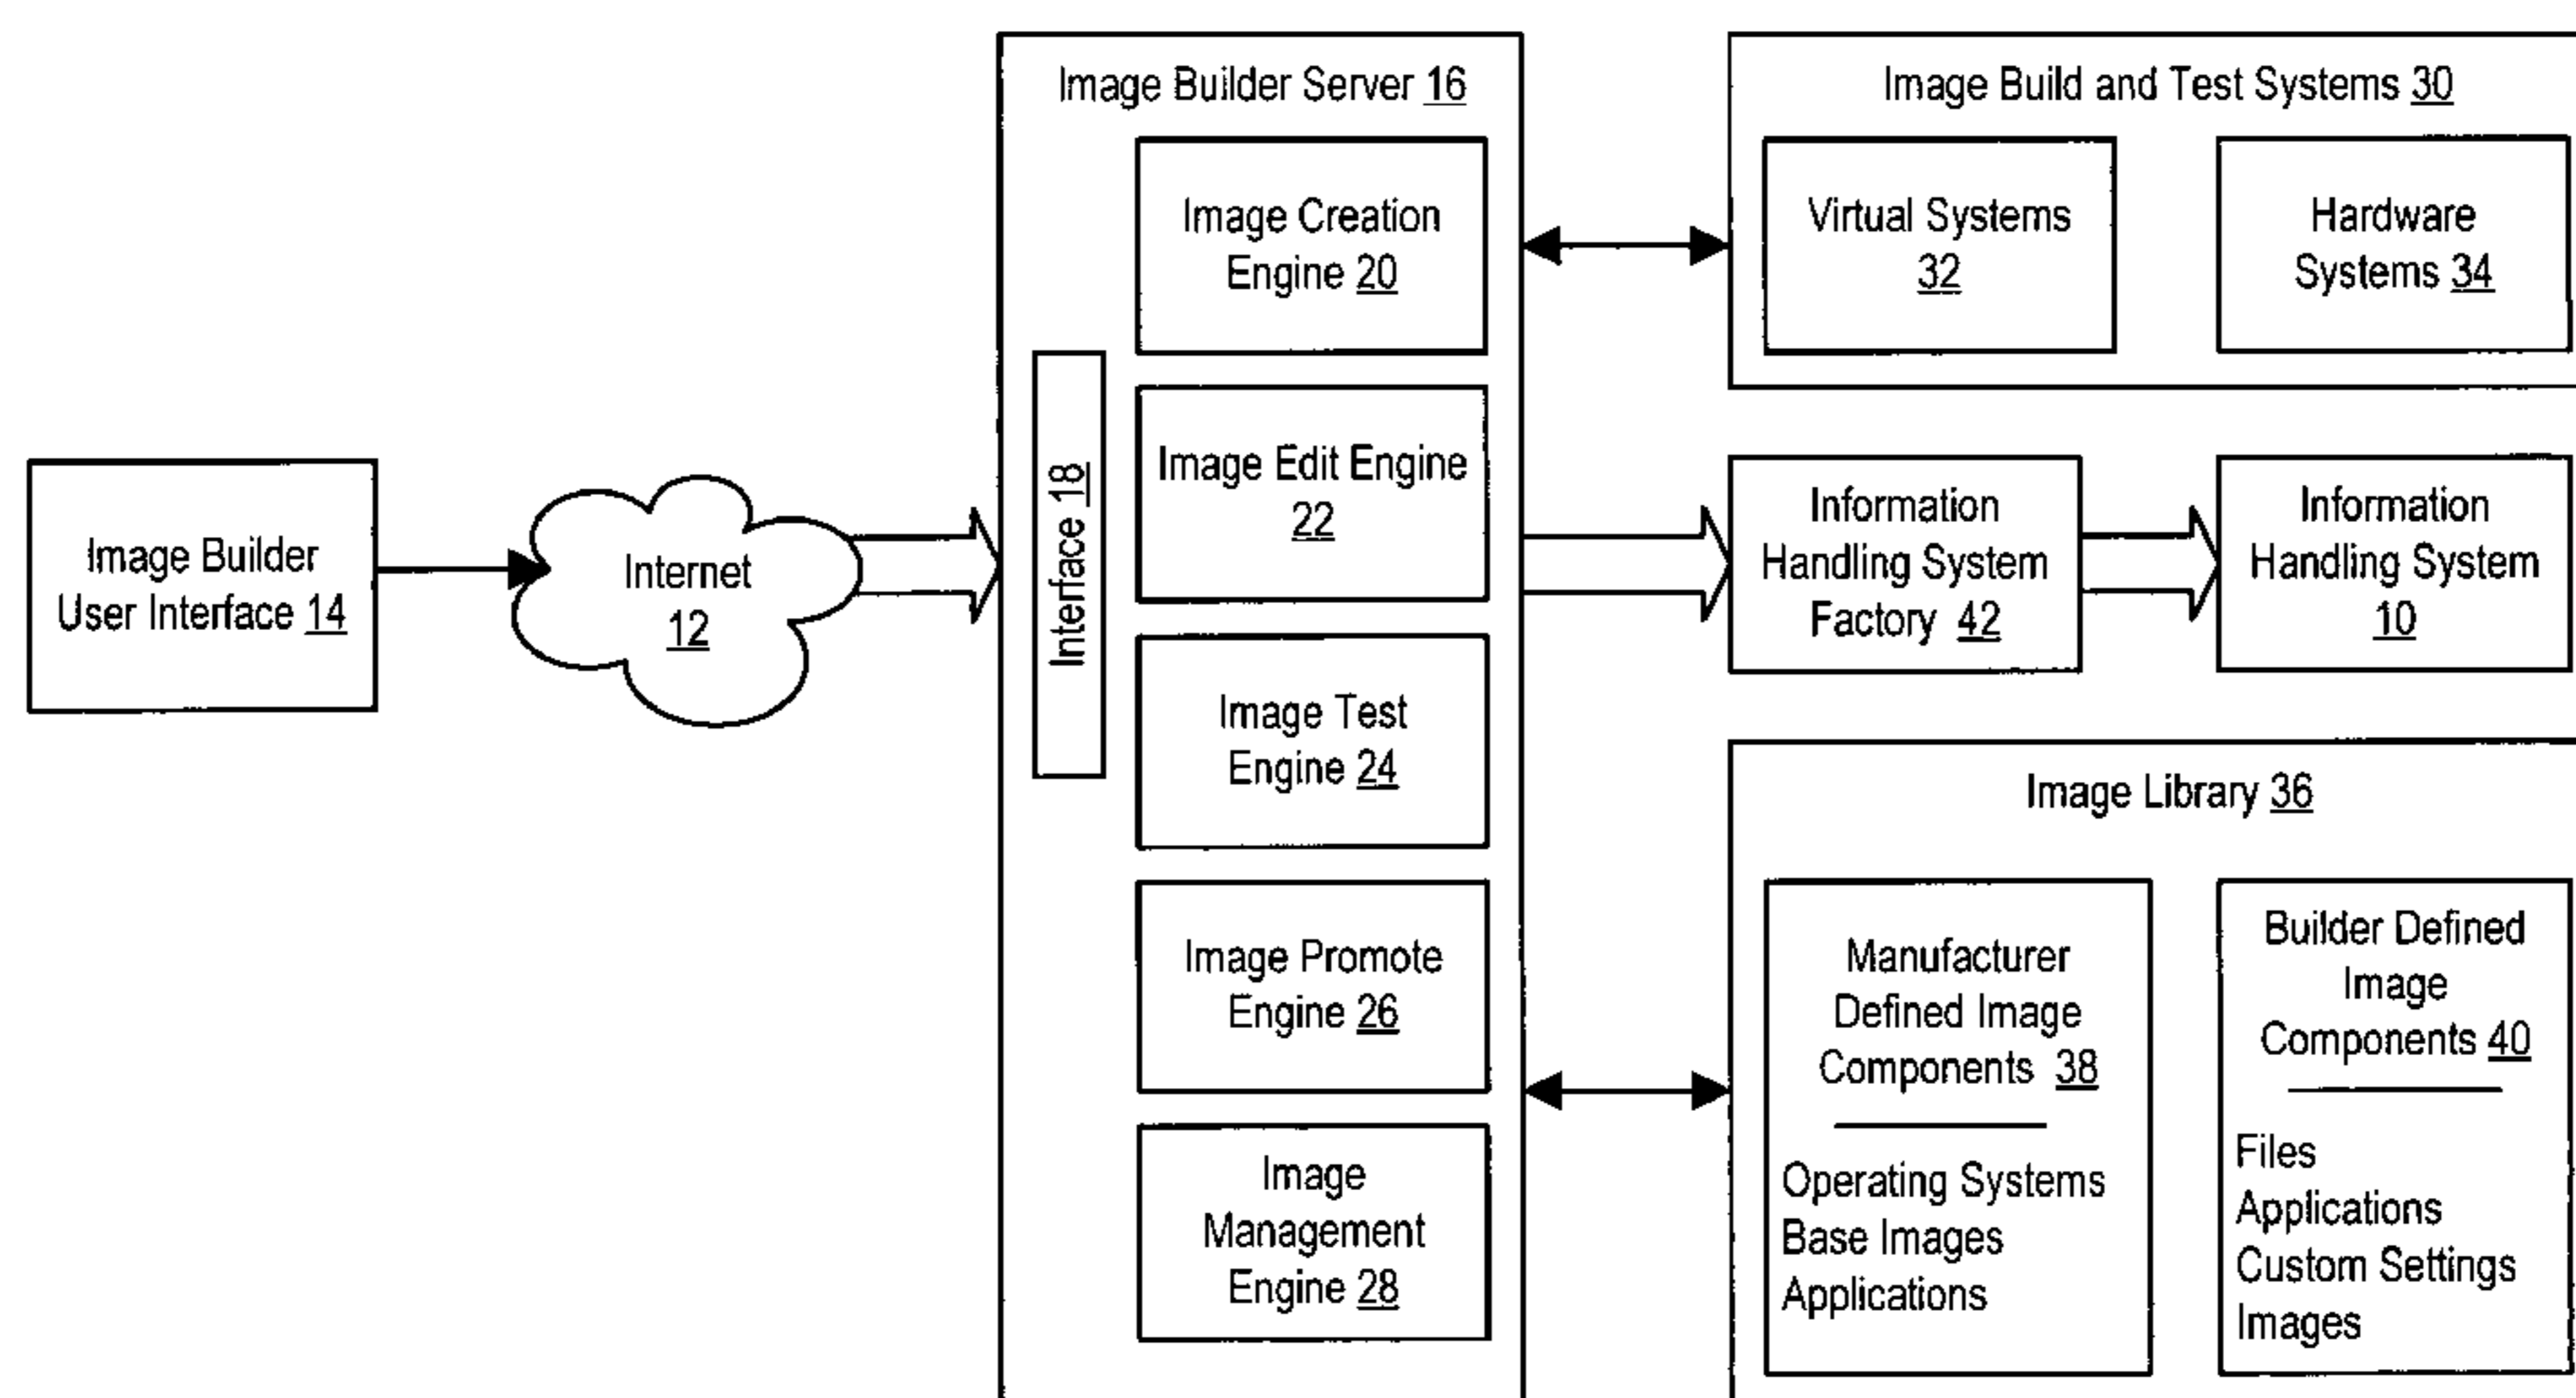 Image Builder
User Interface 14
Internet
12
Image Builder Server 16
Interface 18
Image Creation
Engine 20
Image Edit Engine
22
Image Test
Engine 24
Image Promote
Engine 26
Image
Management
Engine 28
Image Build and Test Systems 30
Virtual Systems
32
Hardware
Systems 34
Information
Handling System
Factory 42
Information
Handling System
10
Image Library 36
Manufacturer
Defined Image
Components 38
Operating Systems
Base Images
Applications
Builder Defined
Image
Components 40
Files
Applications
Custom Settings
Images